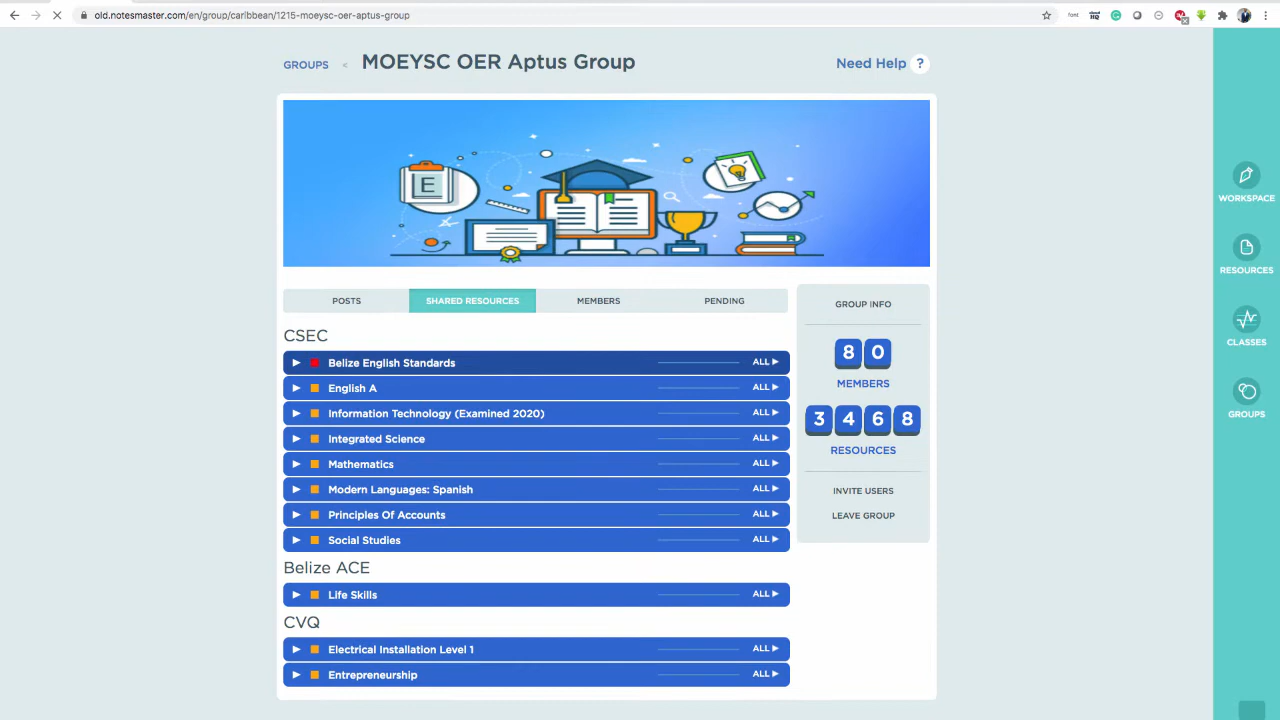 old.notesmaster.com/en/group/caribbean/1215-moeysc-oer-aptus-group
GROUPS < MOEYSC OER Aptus Group
Need Help ?
E
POSTS SHARED RESOURCES MEMBERS PENDING
CSEC
Belize English Standards ALL
English A ALL
Information Technology (Examined 2020) ALL
Integrated Science ALL
Mathematics ALL
Modern Languages: Spanish ALL
Principles Of Accounts ALL
Social Studies ALL
Belize ACE
Life Skills ALL
CVQ
Electrical Installation Level 1 ALL
Entrepreneurship ALL
GROUP INFO
8 0
MEMBERS
3 4 6 8
RESOURCES
INVITE USERS
LEAVE GROUP
WORKSPACE
RESOURCES
CLASSES
GROUPS